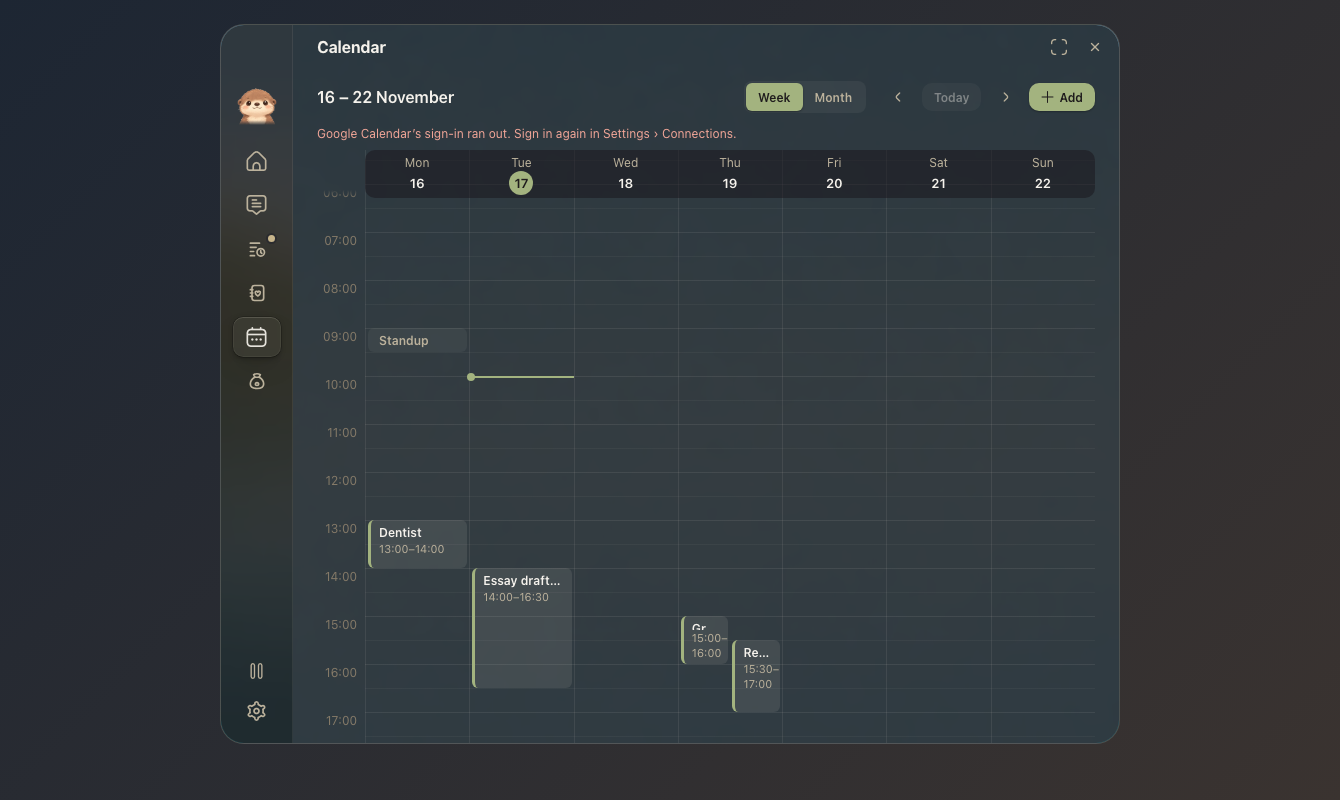 Calendar
16 – 22 November
Week
Month
Today
Add
Google Calendar’s sign-in ran out. Sign in again in Settings › Connections.
Mon
Tue
Wed
Thu
Fri
Sat
Sun
16
17
18
19
20
21
22
06:00
07:00
08:00
09:00
Standup
10:00
11:00
12:00
13:00
Dentist
13:00–14:00
14:00
Essay draft…
14:00–16:30
15:00
Gr
15:00–
16:00
Re…
15:30–
17:00
16:00
17:00